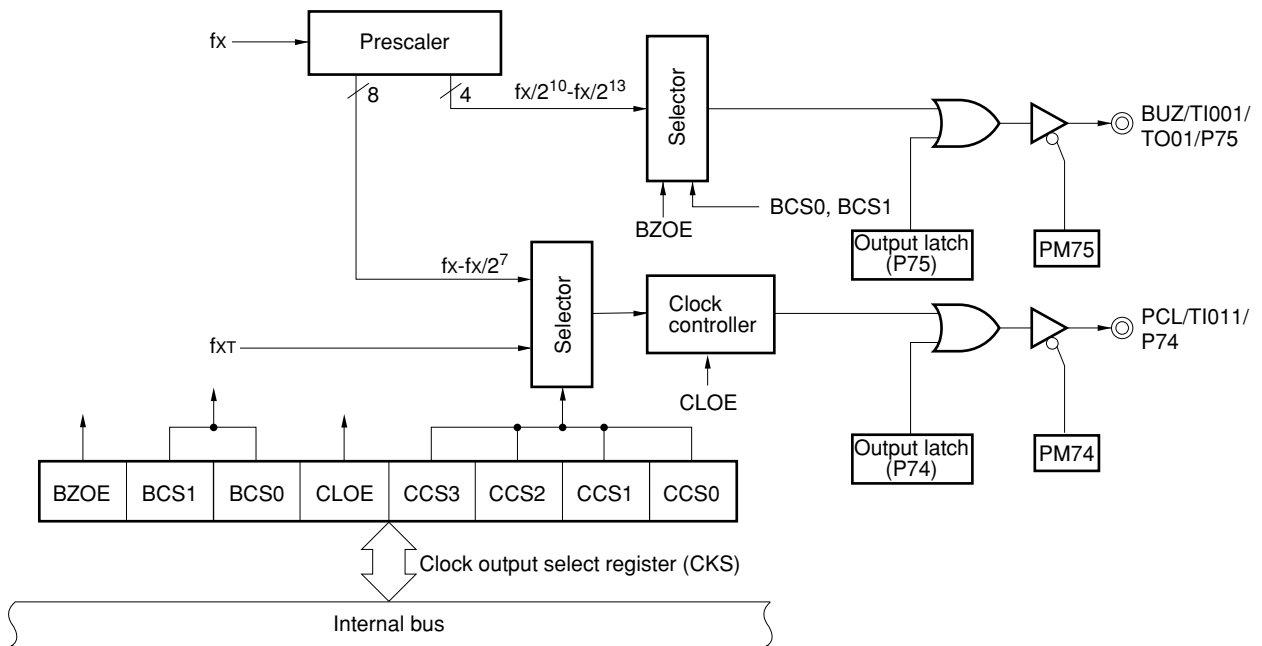 fX
Prescaler
8
4
fX/2^10-fX/2^13
Selector
BUZ/TI001/
TO01/P75
BZOE
BCS0, BCS1
Output latch
(P75)
PM75
fX-fX/2^7
Selector
Clock
controller
PCL/TI011/
P74
fXT
CLOE
Output latch
(P74)
PM74
BZOE BCS1 BCS0 CLOE CCS3 CCS2 CCS1 CCS0
Clock output select register (CKS)
Internal bus